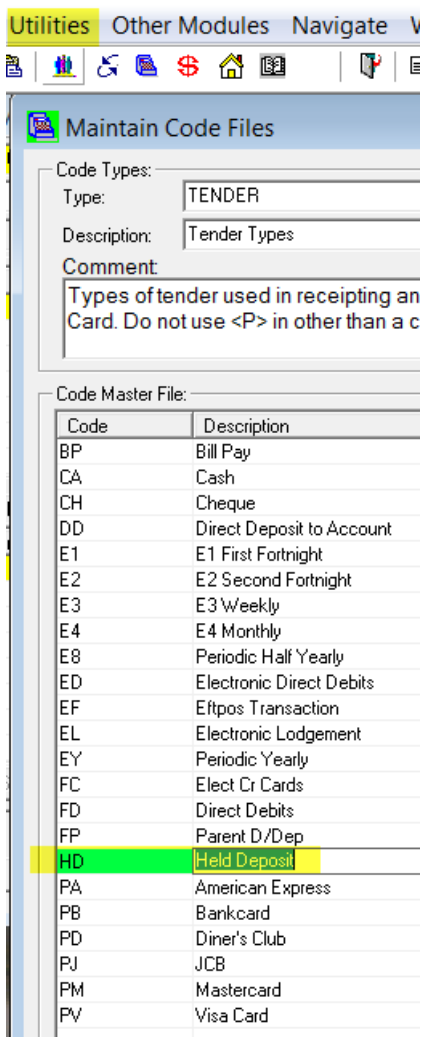 Utilities Other Modules Navigate
Maintain Code Files
Code Types:
Type: TENDER
Description: Tender Types
Comment:
Types of tender used in receipting an
Card. Do not use <P> in other than a c
Code Master File:
Code Description
BP Bill Pay
CA Cash
CH Cheque
DD Direct Deposit to Account
E1 E1 First Fortnight
E2 E2 Second Fortnight
E3 E3 Weekly
E4 E4 Monthly
E8 Periodic Half Yearly
ED Electronic Direct Debits
EF Eftpos Transaction
EL Electronic Lodgement
EY Periodic Yearly
FC Elect Cr Cards
FD Direct Debits
FP Parent D/Dep
HD Held Deposit
PA American Express
PB Bankcard
PD Diner's Club
PJ JCB
PM Mastercard
PV Visa Card